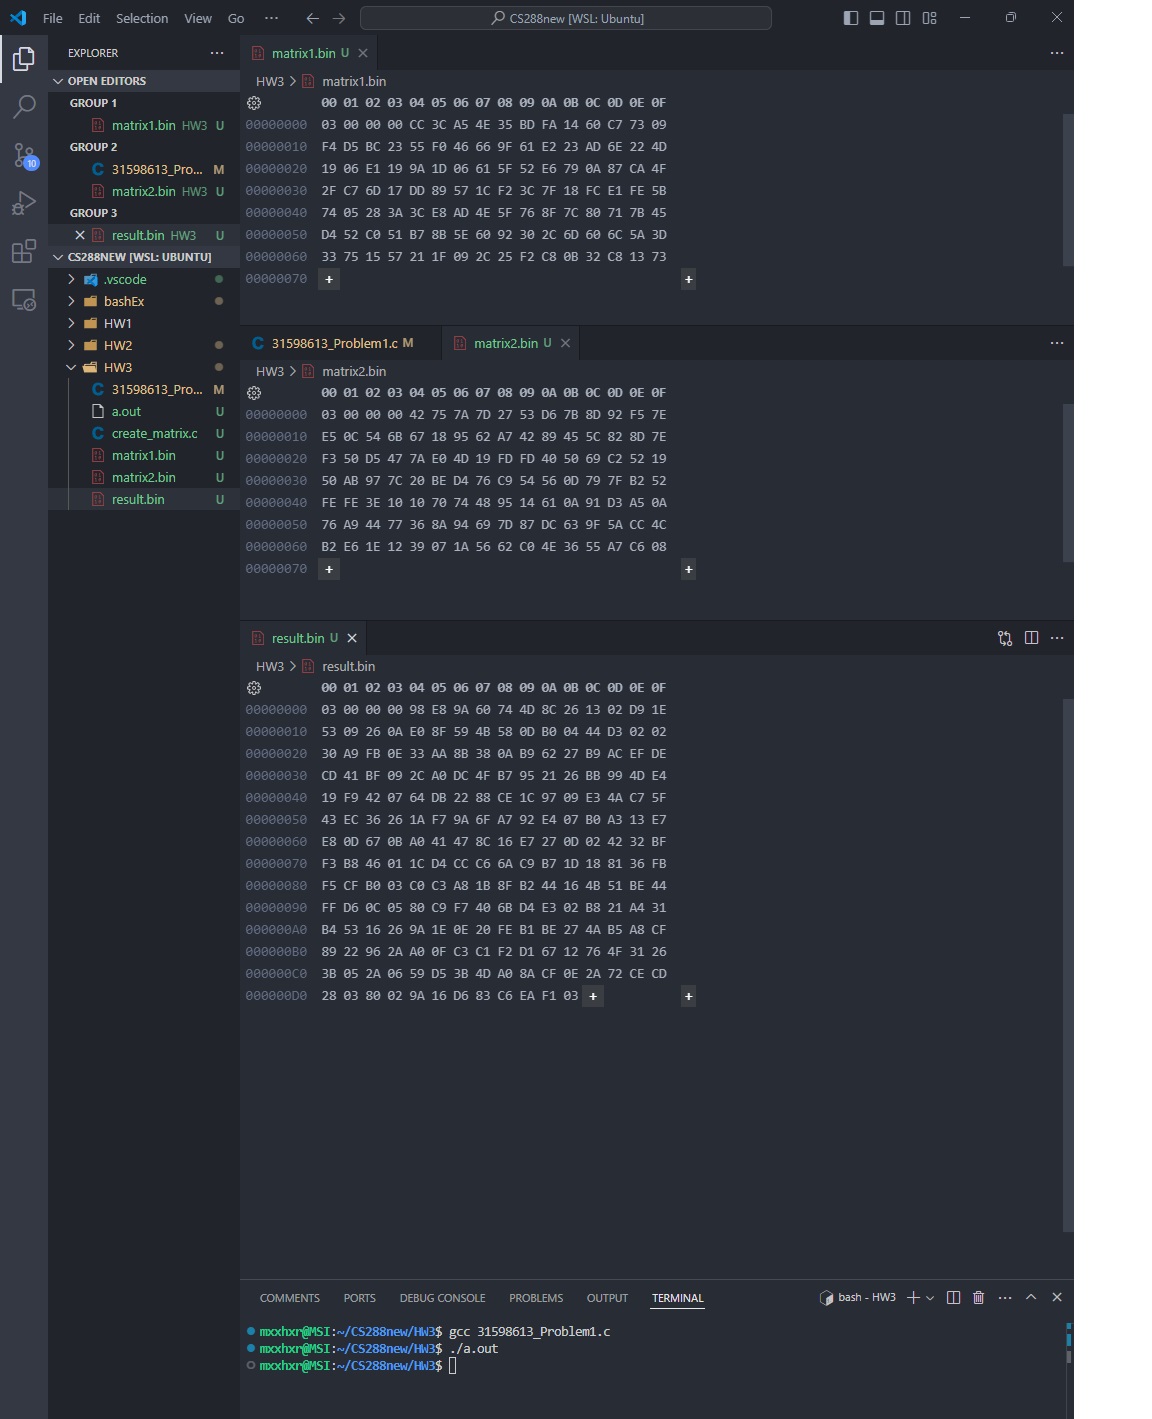 File Edit Selection View Go ··· CS288new [WSL: Ubuntu]
EXPLORER ···
OPEN EDITORS
GROUP 1
matrix1.bin HW3 U
GROUP 2
C 31598613_Pro... M
matrix2.bin HW3 U
10
GROUP 3
result.bin HW3 U
CS288NEW [WSL: UBUNTU]
.vscode
bashEx
HW1
HW2
HW3
C 31598613_Pro... M
a.out U
C create_matrix.c U
matrix1.bin U
matrix2.bin U
result.bin U
matrix1.bin U
HW3 > matrix1.bin
00 01 02 03 04 05 06 07 08 09 0A 0B 0C 0D 0E 0F
00000000 03 00 00 00 CC 3C A5 4E 35 BD FA 14 60 C7 73 09
00000010 F4 D5 BC 23 55 F0 46 66 9F 61 E2 23 AD 6E 22 4D
00000020 19 06 E1 19 9A 1D 06 61 5F 52 E6 79 0A 87 CA 4F
00000030 2F C7 6D 17 DD 89 57 1C F2 3C 7F 18 FC E1 FE 5B
00000040 74 05 28 3A 3C E8 AD 4E 5F 76 8F 7C 80 71 7B 45
00000050 D4 52 C0 51 B7 8B 5E 60 92 30 2C 6D 60 6C 5A 3D
00000060 33 75 15 57 21 1F 09 2C 25 F2 C8 0B 32 C8 13 73
00000070 + +
C 31598613_Problem1.c M matrix2.bin U
HW3 > matrix2.bin
00 01 02 03 04 05 06 07 08 09 0A 0B 0C 0D 0E 0F
00000000 03 00 00 00 42 75 7A 7D 27 53 D6 7B 8D 92 F5 7E
00000010 E5 0C 54 6B 67 18 95 62 A7 42 89 45 5C 82 8D 7E
00000020 F3 50 D5 47 7A E0 4D 19 FD FD 40 50 69 C2 52 19
00000030 50 AB 97 7C 20 BE D4 76 C9 54 56 0D 79 7F B2 52
00000040 FE FE 3E 10 10 70 74 48 95 14 61 0A 91 D3 A5 0A
00000050 76 A9 44 77 36 8A 94 69 7D 87 DC 63 9F 5A CC 4C
00000060 B2 E6 1E 12 39 07 1A 56 62 C0 4E 36 55 A7 C6 08
00000070 + +
result.bin U
HW3 > result.bin
00 01 02 03 04 05 06 07 08 09 0A 0B 0C 0D 0E 0F
00000000 03 00 00 00 98 E8 9A 60 74 4D 8C 26 13 02 D9 1E
00000010 53 09 26 0A E0 8F 59 4B 58 0D B0 04 44 D3 02 02
00000020 30 A9 FB 0E 33 AA 8B 38 0A B9 62 27 B9 AC EF DE
00000030 CD 41 BF 09 2C A0 DC 4F B7 95 21 26 BB 99 4D E4
00000040 19 F9 42 07 64 DB 22 88 CE 1C 97 09 E3 4A C7 5F
00000050 43 EC 36 26 1A F7 9A 6F A7 92 E4 07 B0 A3 13 E7
00000060 E8 0D 67 0B A0 41 47 8C 16 E7 27 0D 02 42 32 BF
00000070 F3 B8 46 01 1C D4 CC C6 6A C9 B7 1D 18 81 36 FB
00000080 F5 CF B0 03 C0 C3 A8 1B 8F B2 44 16 4B 51 BE 44
00000090 FF D6 0C 05 80 C9 F7 40 6B D4 E3 02 B8 21 A4 31
000000A0 B4 53 16 26 9A 1E 0E 20 FE B1 BE 27 4A B5 A8 CF
000000B0 89 22 96 2A A0 0F C3 C1 F2 D1 67 12 76 4F 31 26
000000C0 3B 05 2A 06 59 D5 3B 4D A0 8A CF 0E 2A 72 CE CD
000000D0 28 03 80 02 9A 16 D6 83 C6 EA F1 03 + +
COMMENTS PORTS DEBUG CONSOLE PROBLEMS OUTPUT TERMINAL bash - HW3
mxxhxr@MSI:~/CS288new/HW3$ gcc 31598613_Problem1.c
mxxhxr@MSI:~/CS288new/HW3$ ./a.out
mxxhxr@MSI:~/CS288new/HW3$